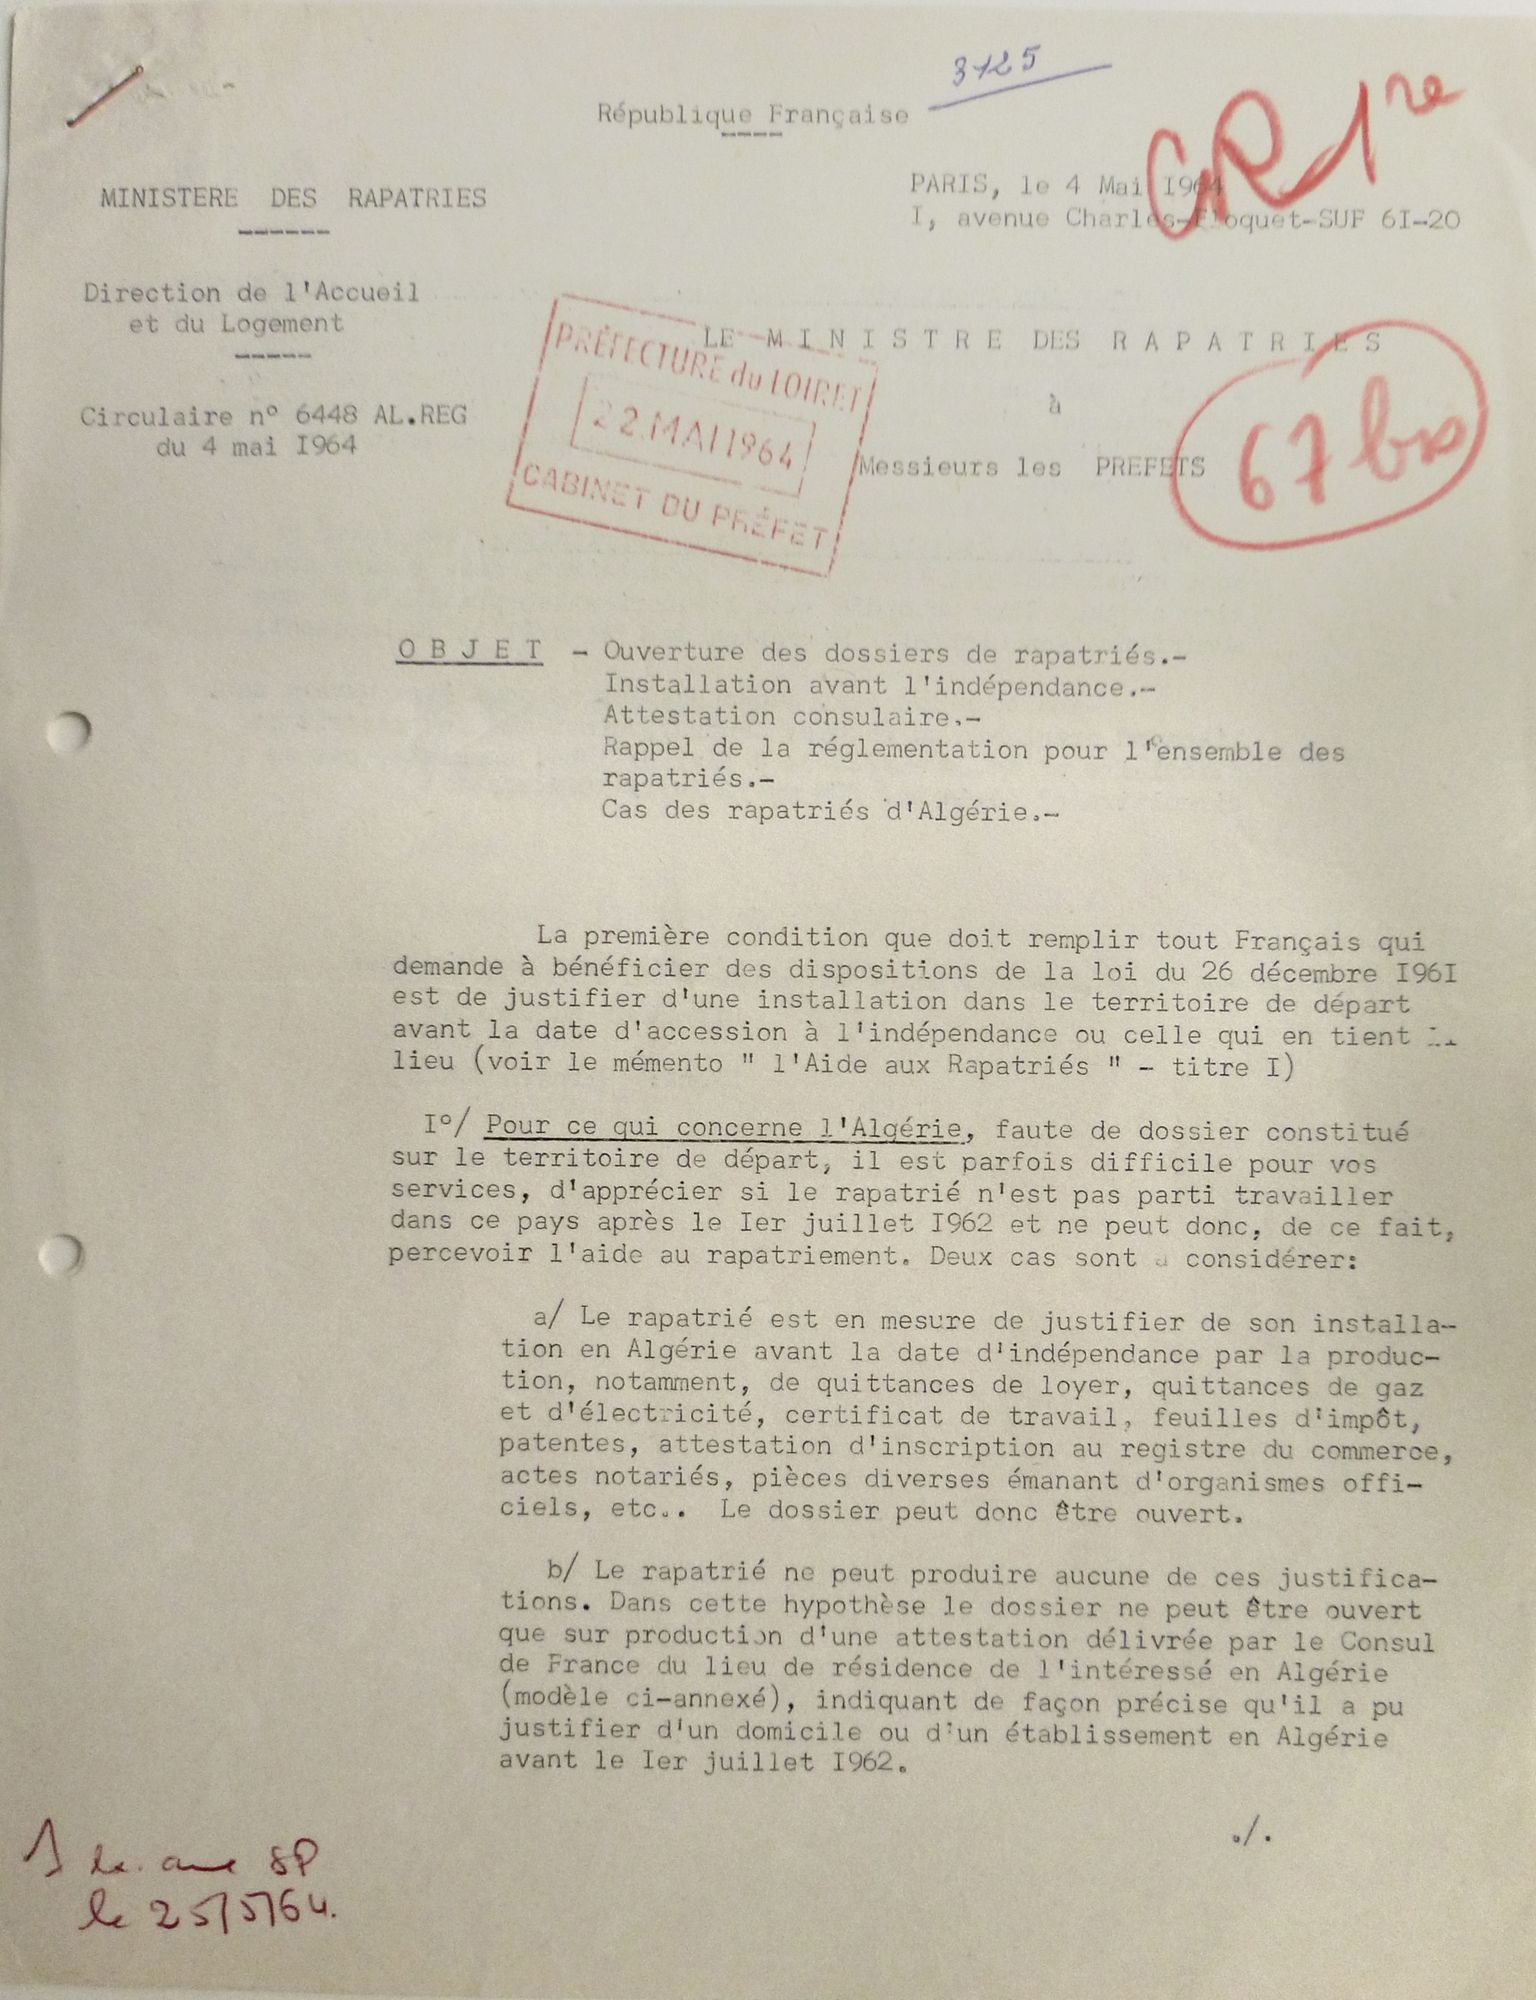 3125
République Française
CR 1re
MINISTERE DES RAPATRIES
PARIS, le 4 Mai I964
I, avenue Charles-Floquet-SUF 6I-20
Direction de l'Accueil
et du Logement
Circulaire n° 6448 AL.REG
du 4 mai I964
PRÉFECTURE du LOIRET
22.MAI 1964
CABINET DU PRÉFET
LE MINISTRE DES RAPATRIES
à
Messieurs les PREFETS
67 bis
OBJET - Ouverture des dossiers de rapatriés.-
Installation avant l'indépendance.-
Attestation consulaire.-
Rappel de la réglementation pour l'ensemble des
rapatriés.-
Cas des rapatriés d'Algérie.-
La première condition que doit remplir tout Français qui
demande à bénéficier des dispositions de la loi du 26 décembre I96I
est de justifier d'une installation dans le territoire de départ
avant la date d'accession à l'indépendance ou celle qui en tient
lieu (voir le mémento " l'Aide aux Rapatriés " - titre I)
I°/ Pour ce qui concerne l'Algérie, faute de dossier constitué
sur le territoire de départ, il est parfois difficile pour vos
services, d'apprécier si le rapatrié n'est pas parti travailler
dans ce pays après le Ier juillet I962 et ne peut donc, de ce fait,
percevoir l'aide au rapatriement. Deux cas sont à considérer:
a/ Le rapatrié est en mesure de justifier de son installa-
tion en Algérie avant la date d'indépendance par la produc-
tion, notamment, de quittances de loyer, quittances de gaz
et d'électricité, certificat de travail, feuilles d'impôt,
patentes, attestation d'inscription au registre du commerce,
actes notariés, pièces diverses émanant d'organismes offi-
ciels, etc.. Le dossier peut donc être ouvert.
b/ Le rapatrié ne peut produire aucune de ces justifica-
tions. Dans cette hypothèse le dossier ne peut être ouvert
que sur production d'une attestation délivrée par le Consul
de France du lieu de résidence de l'intéressé en Algérie
(modèle ci-annexé), indiquant de façon précise qu'il a pu
justifier d'un domicile ou d'un établissement en Algérie
avant le Ier juillet I962.
./.
SP
le 25/5/64.